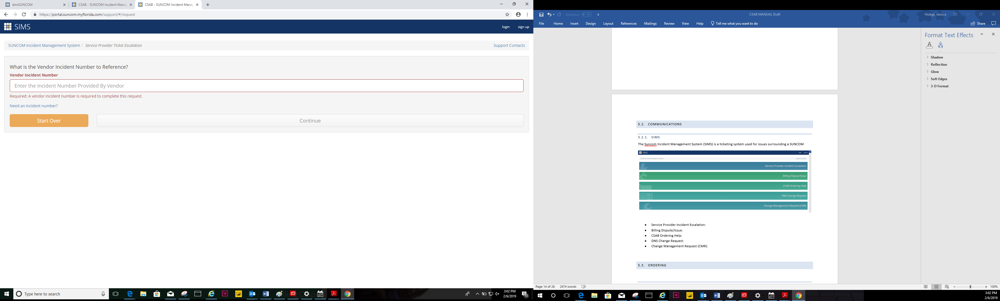 dmsSUNCOM
CSAB - SUNCOM Incident Manag
CSAB - SUNCOM Incident Manag
https://portal.suncom.myflorida.com/support/#/request
SIMS
login
sign up
SUNCOM Incident Management System / Service Provider Ticket Escalation
Support Contacts
What is the Vendor Incident Number to Reference?
Vendor Incident Number
Enter the Incident Number Provided By Vendor
Required: A vendor incident number is required to complete this request.
Need an incident number?
Start Over
Continue
Type here to search
3:02 PM
2/6/2019
AutoSave Off
CSAB MANUAL Draft
Hodge, Jessica
File Home Insert Design Layout References Mailings Review View Help Tell me what you want to do
Share
Format Text Effects
Shadow
Reflection
Glow
Soft Edges
3-D Format
5.2. COMMUNICATIONS
5.2.1. SIMS
The Suncom Incident Management System (SIMS) is a ticketing system used for issues surrounding a SUNCOM
SIMS
SUNCOM Incident Management System
Support Contacts
Service Provider Incident Escalation
Billing Dispute/Issue
CSAB Ordering Help
DNS Change Request
Change Management Request (CMR)
• Service Provider Incident Escalation:
• Billing Dispute/Issue:
• CSAB Ordering Help:
• DNS Change Request:
• Change Management Request (CMR):
5.3. ORDERING
Page 14 of 26 2474 words
100%
3:02 PM
2/6/2019